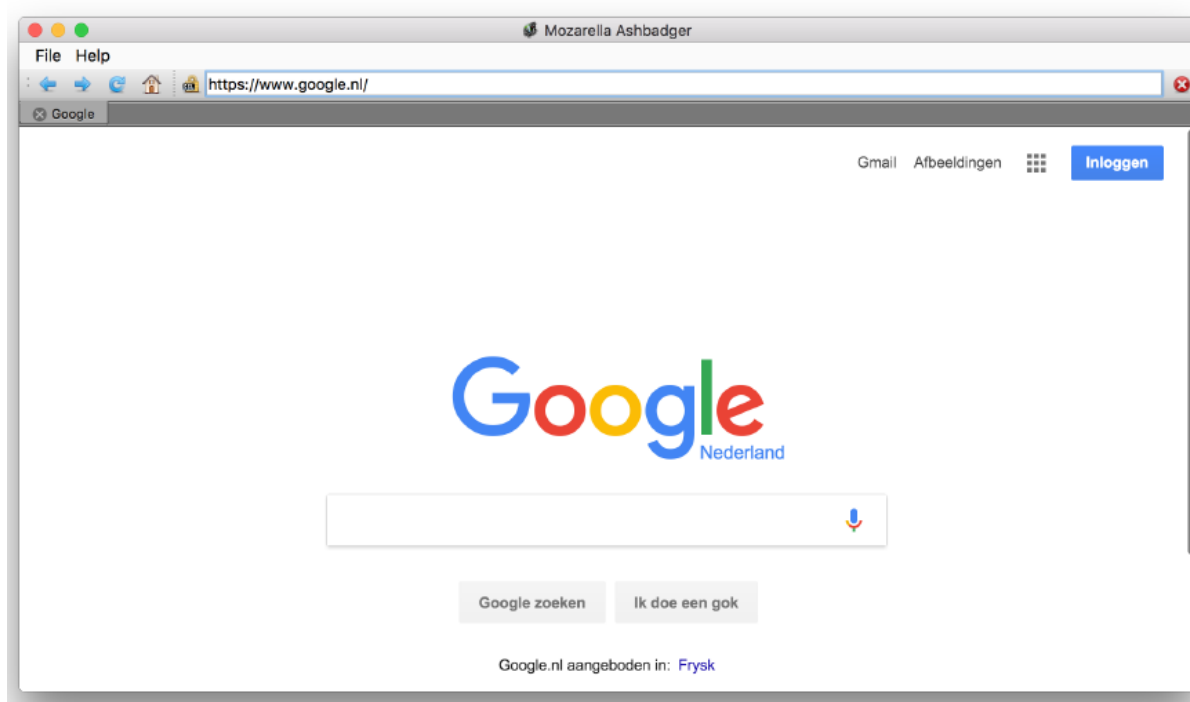 Mozarella Ashbadger
File Help
https://www.google.nl/
Google
Gmail Afbeeldingen Inloggen
Google
Nederland
Google zoeken Ik doe een gok
Google.nl aangeboden in: Frysk